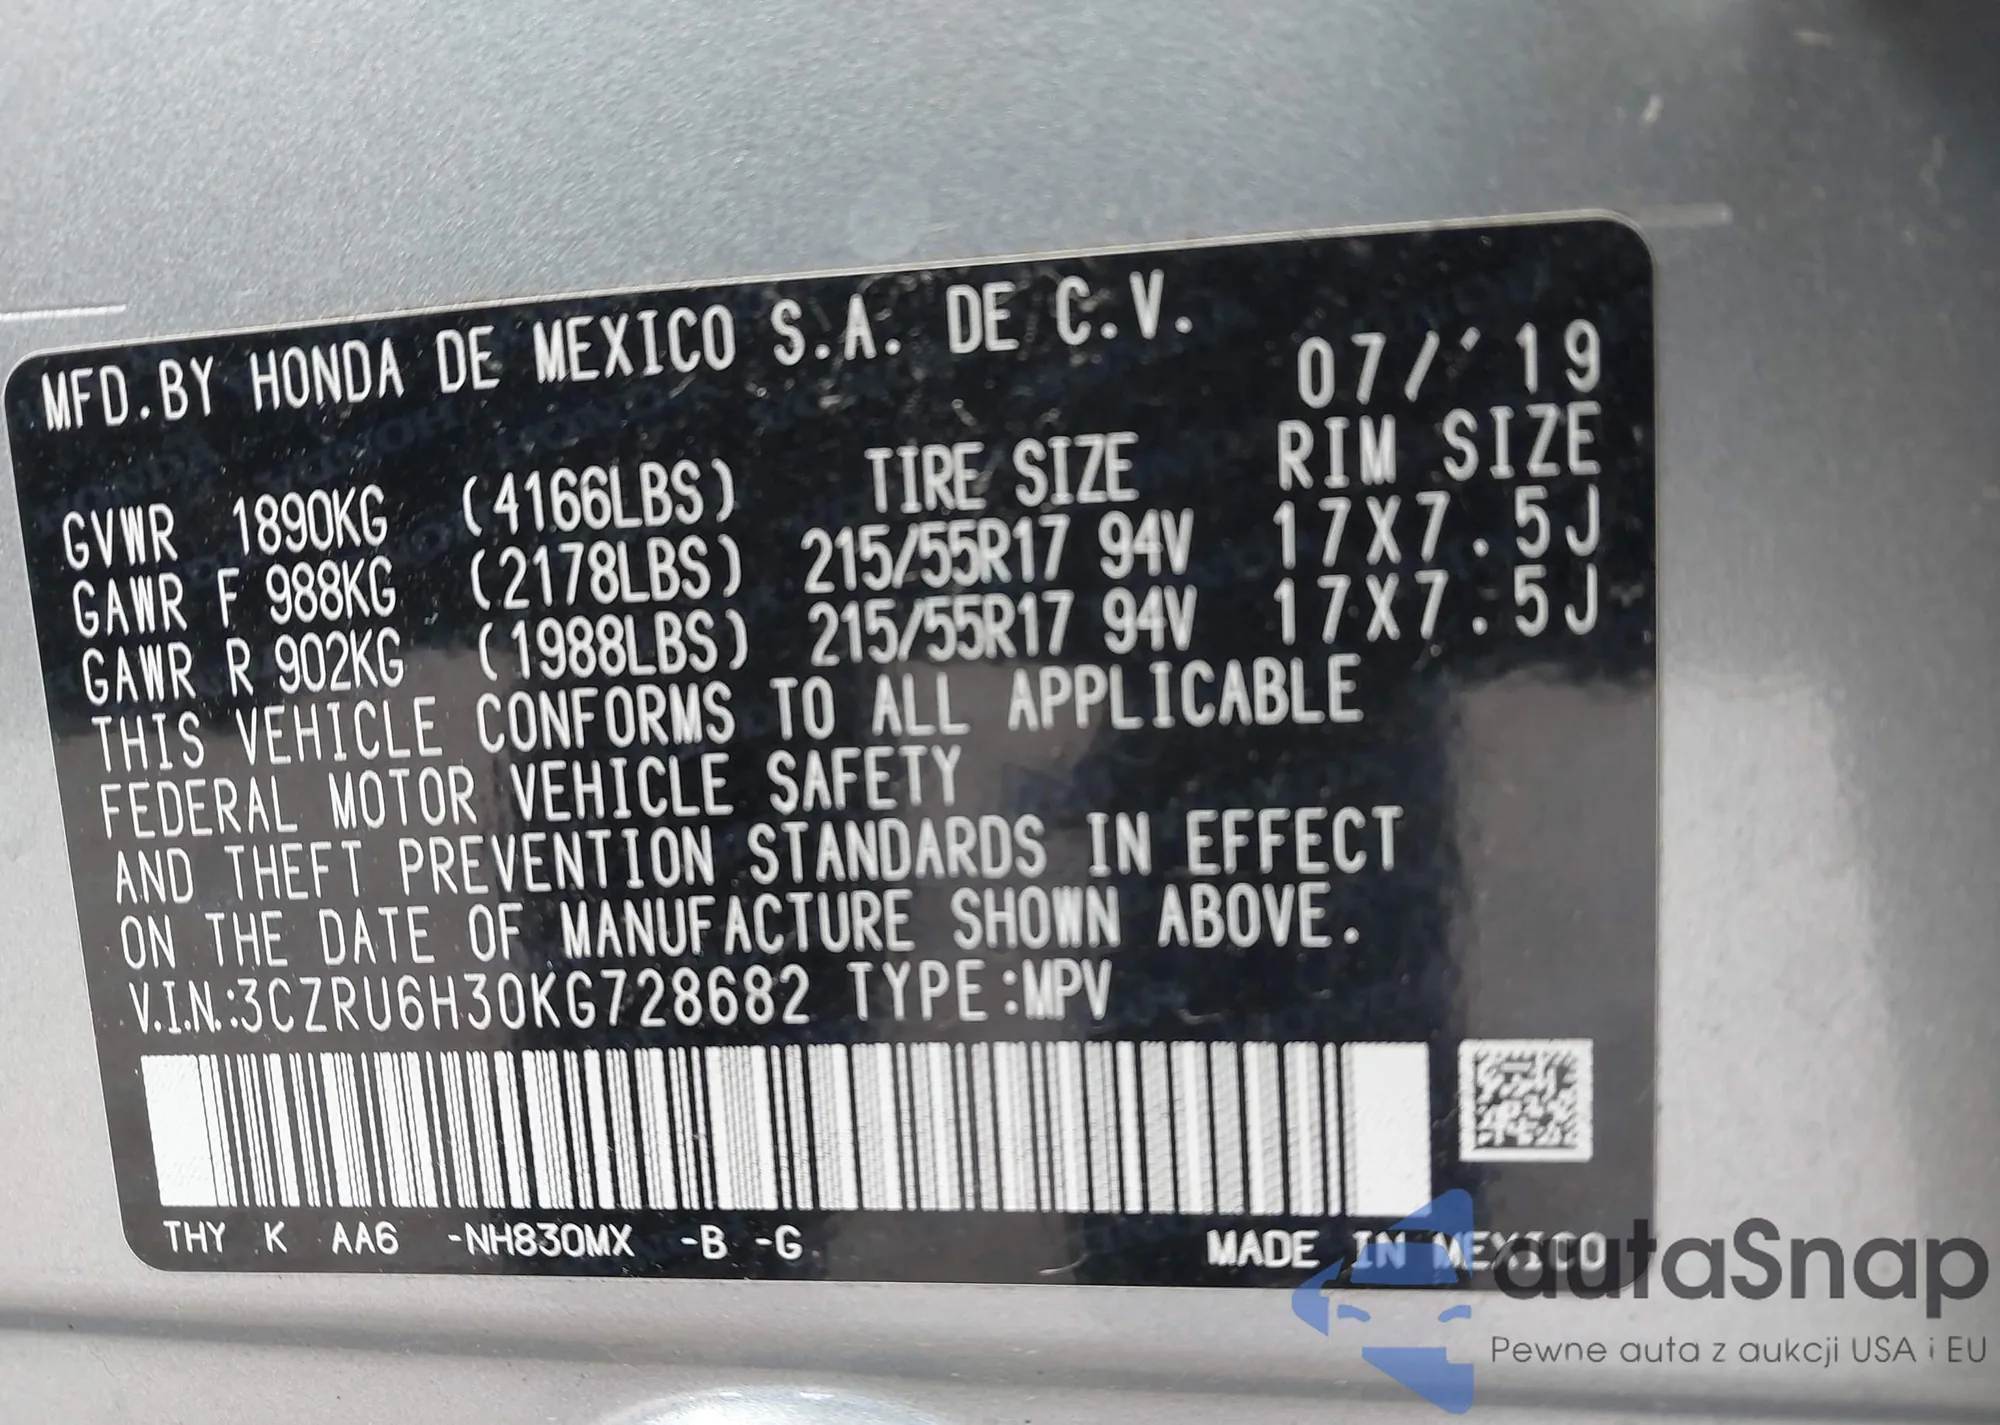 MFD.BY HONDA DE MEXICO S.A. DE C.V.
07/'19
GVWR 1890KG (4166LBS) TIRE SIZE RIM SIZE
GAWR F 988KG (2178LBS) 215/55R17 94V 17X7.5J
GAWR R 902KG (1988LBS) 215/55R17 94V 17X7.5J
THIS VEHICLE CONFORMS TO ALL APPLICABLE
FEDERAL MOTOR VEHICLE SAFETY
AND THEFT PREVENTION STANDARDS IN EFFECT
ON THE DATE OF MANUFACTURE SHOWN ABOVE.
V.I.N.:3CZRU6H30KG728682 TYPE:MPV
THY K AA6 -NH830MX -B -G MADE IN MEXICO
autaSnap
Pewne auta z aukcji USA i EU